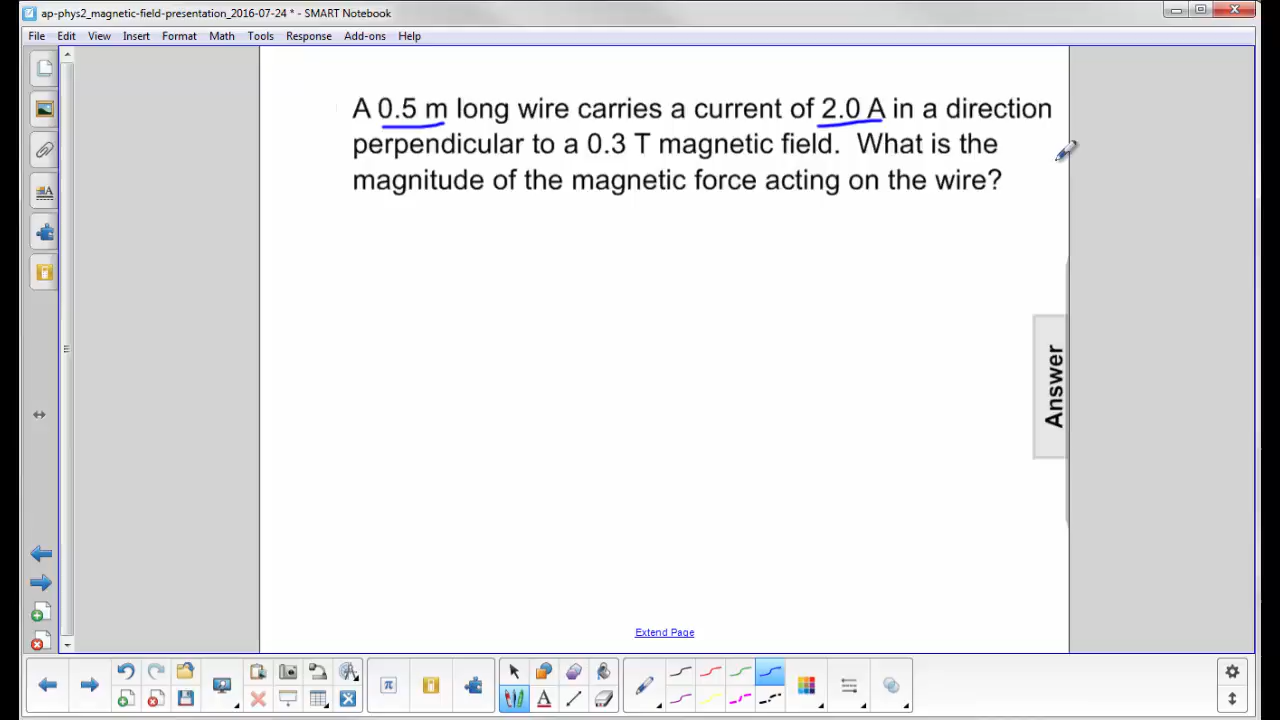 ap-phys2_magnetic-field-presentation_2016-07-24 * - SMART Notebook
File Edit View Insert Format Math Tools Response Add-ons Help
A 0.5 m long wire carries a current of 2.0 A in a direction
perpendicular to a 0.3 T magnetic field. What is the
magnitude of the magnetic force acting on the wire?
Answer
Extend Page